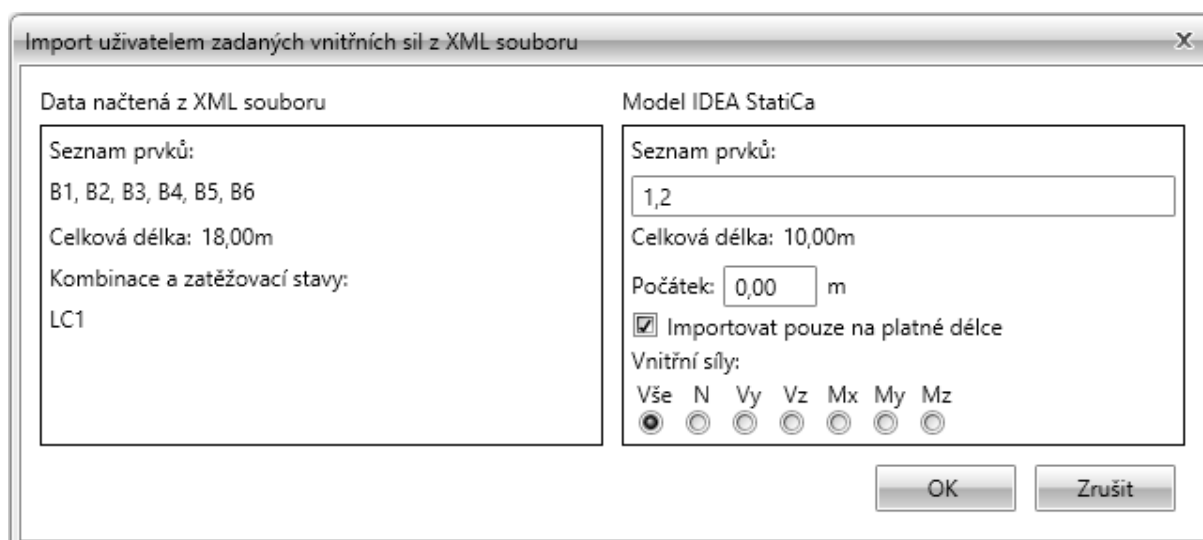 Import uživatelem zadaných vnitřních sil z XML souboru
Data načtená z XML souboru
Seznam prvků:
B1, B2, B3, B4, B5, B6
Celková délka: 18,00m
Kombinace a zatěžovací stavy:
LC1
Model IDEA StatiCa
Seznam prvků:
1,2
Celková délka: 10,00m
Počátek: 0,00 m
Importovat pouze na platné délce
Vnitřní síly:
Vše N Vy Vz Mx My Mz
OK Zrušit